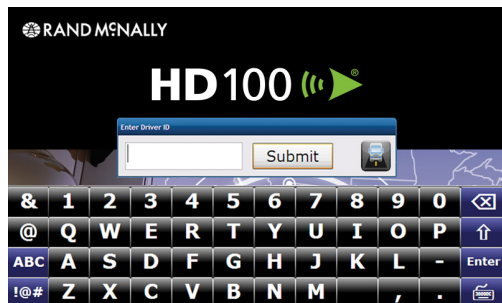 RAND MCNALLY
HD100 ®
Enter Driver ID
Submit
& 1 2 3 4 5 6 7 8 9 0
@ Q W E R T Y U I O P
ABC A S D F G H J K L - Enter
!@# Z X C V B N M , .